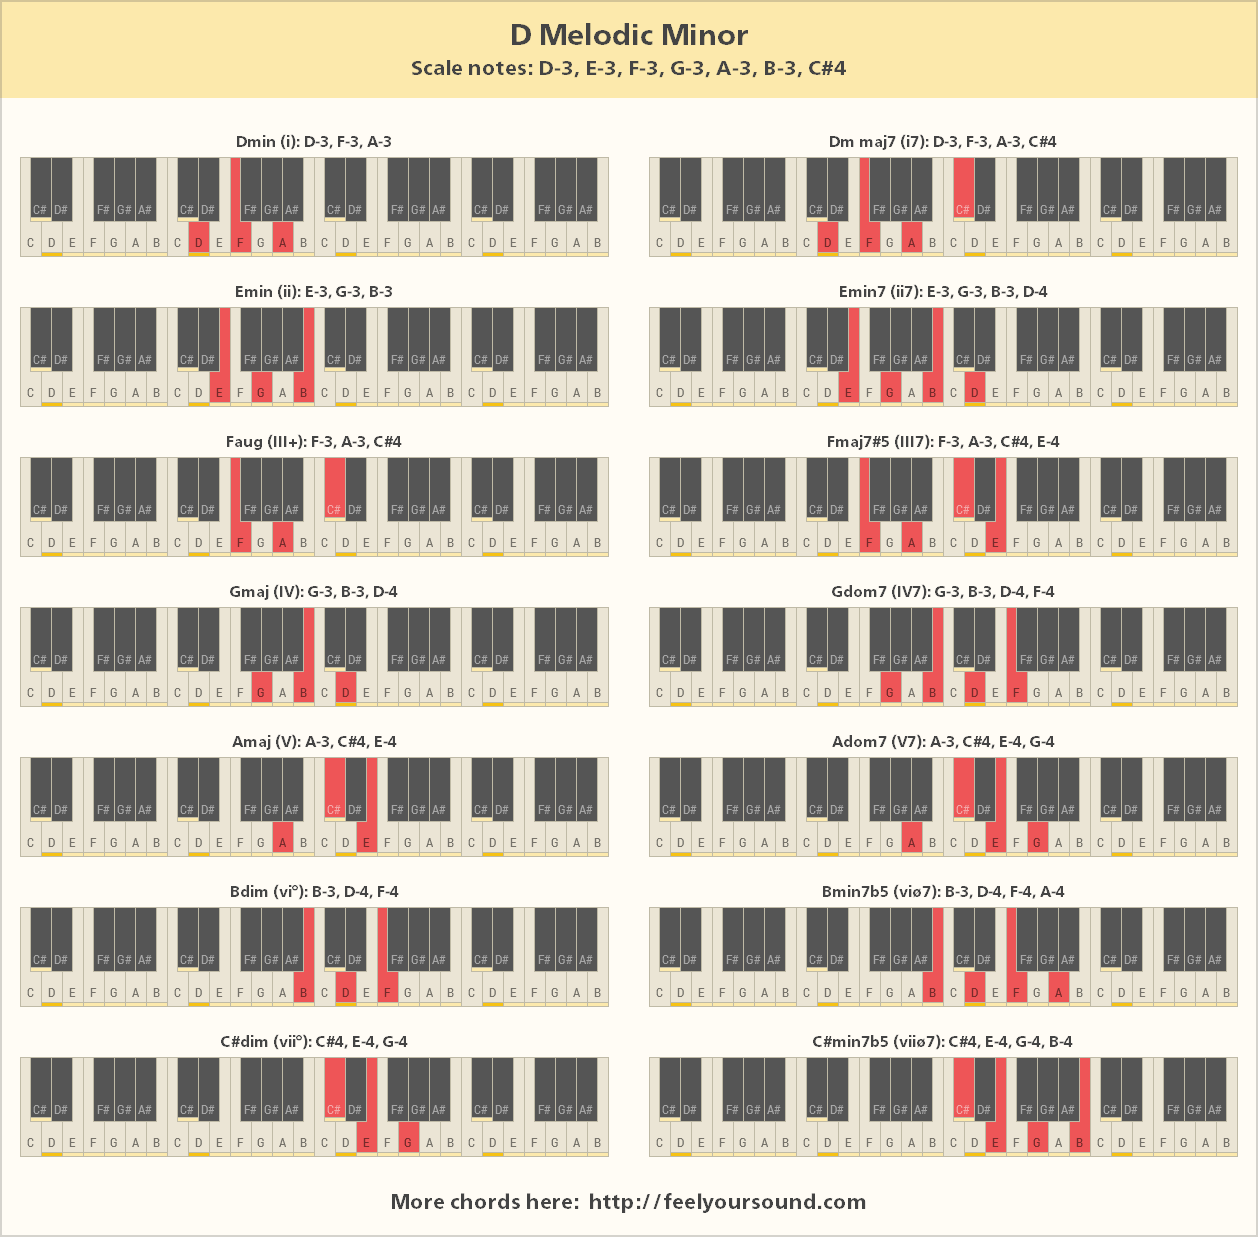 D Melodic Minor
Scale notes: D-3, E-3, F-3, G-3, A-3, B-3, C#4
Dmin (i): D-3, F-3, A-3
C# D# F# G# A# C# D# F# G# A# C# D# F# G# A# C# D# F# G# A#
C D E F G A B C D E F G A B C D E F G A B C D E F G A B
Dm maj7 (i7): D-3, F-3, A-3, C#4
C# D# F# G# A# C# D# F# G# A# C# D# F# G# A# C# D# F# G# A#
C D E F G A B C D E F G A B C D E F G A B C D E F G A B
Emin (ii): E-3, G-3, B-3
C# D# F# G# A# C# D# F# G# A# C# D# F# G# A# C# D# F# G# A#
C D E F G A B C D E F G A B C D E F G A B C D E F G A B
Emin7 (ii7): E-3, G-3, B-3, D-4
C# D# F# G# A# C# D# F# G# A# C# D# F# G# A# C# D# F# G# A#
C D E F G A B C D E F G A B C D E F G A B C D E F G A B
Faug (III+): F-3, A-3, C#4
C# D# F# G# A# C# D# F# G# A# C# D# F# G# A# C# D# F# G# A#
C D E F G A B C D E F G A B C D E F G A B C D E F G A B
Fmaj7#5 (III7): F-3, A-3, C#4, E-4
C# D# F# G# A# C# D# F# G# A# C# D# F# G# A# C# D# F# G# A#
C D E F G A B C D E F G A B C D E F G A B C D E F G A B
Gmaj (IV): G-3, B-3, D-4
C# D# F# G# A# C# D# F# G# A# C# D# F# G# A# C# D# F# G# A#
C D E F G A B C D E F G A B C D E F G A B C D E F G A B
Gdom7 (IV7): G-3, B-3, D-4, F-4
C# D# F# G# A# C# D# F# G# A# C# D# F# G# A# C# D# F# G# A#
C D E F G A B C D E F G A B C D E F G A B C D E F G A B
Amaj (V): A-3, C#4, E-4
C# D# F# G# A# C# D# F# G# A# C# D# F# G# A# C# D# F# G# A#
C D E F G A B C D E F G A B C D E F G A B C D E F G A B
Adom7 (V7): A-3, C#4, E-4, G-4
C# D# F# G# A# C# D# F# G# A# C# D# F# G# A# C# D# F# G# A#
C D E F G A B C D E F G A B C D E F G A B C D E F G A B
Bdim (vi°): B-3, D-4, F-4
C# D# F# G# A# C# D# F# G# A# C# D# F# G# A# C# D# F# G# A#
C D E F G A B C D E F G A B C D E F G A B C D E F G A B
Bmin7b5 (viø7): B-3, D-4, F-4, A-4
C# D# F# G# A# C# D# F# G# A# C# D# F# G# A# C# D# F# G# A#
C D E F G A B C D E F G A B C D E F G A B C D E F G A B
C#dim (vii°): C#4, E-4, G-4
C# D# F# G# A# C# D# F# G# A# C# D# F# G# A# C# D# F# G# A#
C D E F G A B C D E F G A B C D E F G A B C D E F G A B
C#min7b5 (viiø7): C#4, E-4, G-4, B-4
C# D# F# G# A# C# D# F# G# A# C# D# F# G# A# C# D# F# G# A#
C D E F G A B C D E F G A B C D E F G A B C D E F G A B
More chords here: http://feelyoursound.com